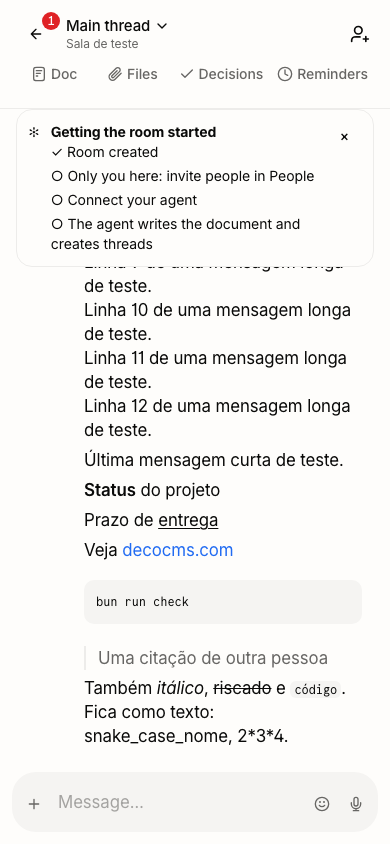 1
Main thread
Sala de teste
Doc
Files
Decisions
Reminders
Getting the room started
✓ Room created
Only you here: invite people in People
Connect your agent
The agent writes the document and
creates threads
de teste.
Linha 10 de uma mensagem longa
de teste.
Linha 11 de uma mensagem longa
de teste.
Linha 12 de uma mensagem longa
de teste.
Última mensagem curta de teste.
Status do projeto
Prazo de entrega
Veja decocms.com
bun run check
Uma citação de outra pessoa
Também itálico, riscado e código.
Fica como texto:
snake_case_nome, 2*3*4.
Message...